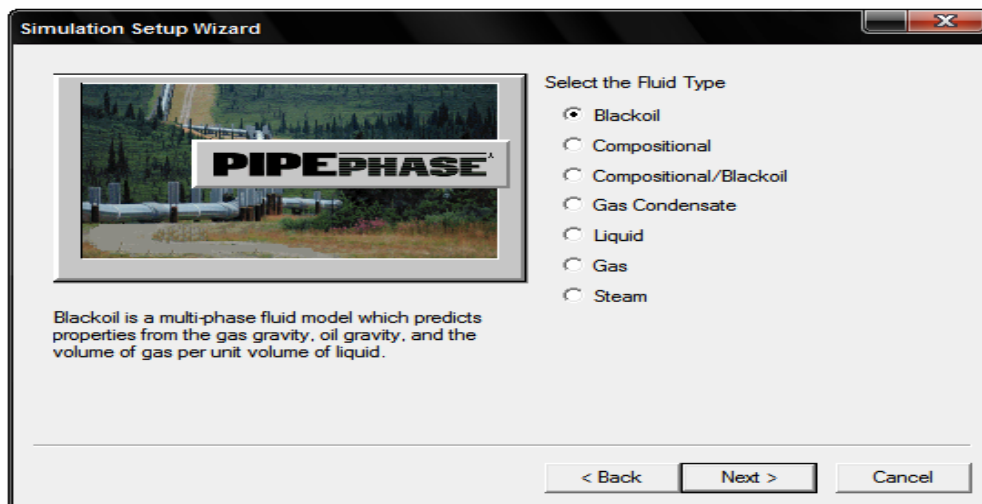 Simulation Setup Wizard
PIPEPHASE
Select the Fluid Type
Blackoil
Compositional
Compositional/Blackoil
Gas Condensate
Liquid
Gas
Steam
Blackoil is a multi-phase fluid model which predicts
properties from the gas gravity, oil gravity, and the
volume of gas per unit volume of liquid.
< Back
Next >
Cancel